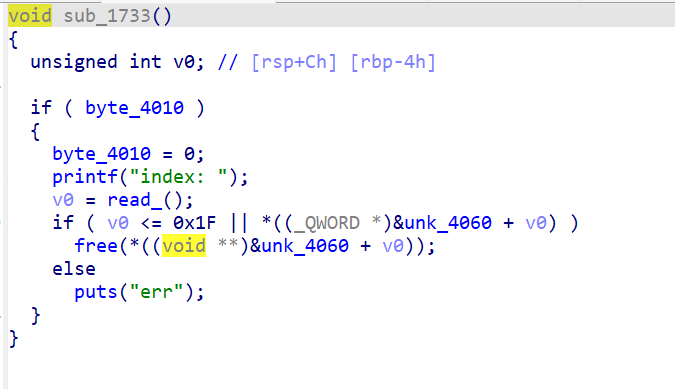 void sub_1733()
{
  unsigned int v0; // [rsp+Ch] [rbp-4h]
  if ( byte_4010 )
  {
    byte_4010 = 0;
    printf("index: ");
    v0 = read_();
    if ( v0 <= 0x1F || *((_QWORD *)&unk_4060 + v0) )
      free(*((void **)&unk_4060 + v0));
    else
      puts("err");
  }
}